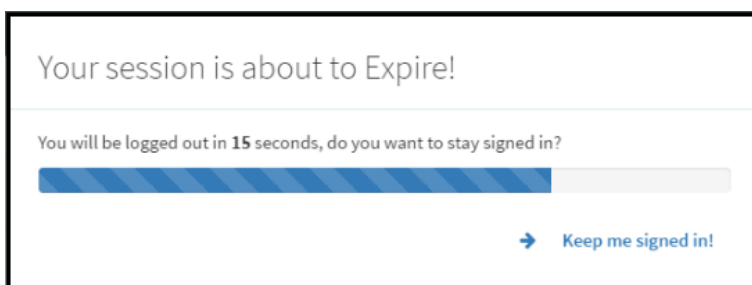 Your session is about to Expire!
You will be logged out in 15 seconds, do you want to stay signed in?
Keep me signed in!